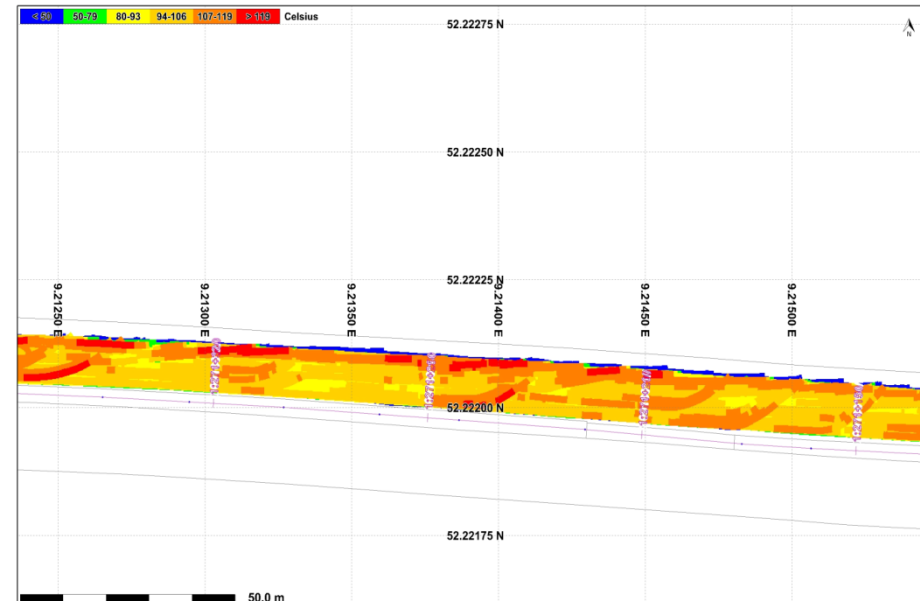 < 50 50-79 80-93 94-106 107-119 > 119 Celsius
52.22275 N
N
52.22250 N
52.22225 N
9.21250 E
9.21300 E
9.21350 E
9.21400 E
9.21450 E
9.21500 E
52.22200 N
52.22175 N
50.0 m